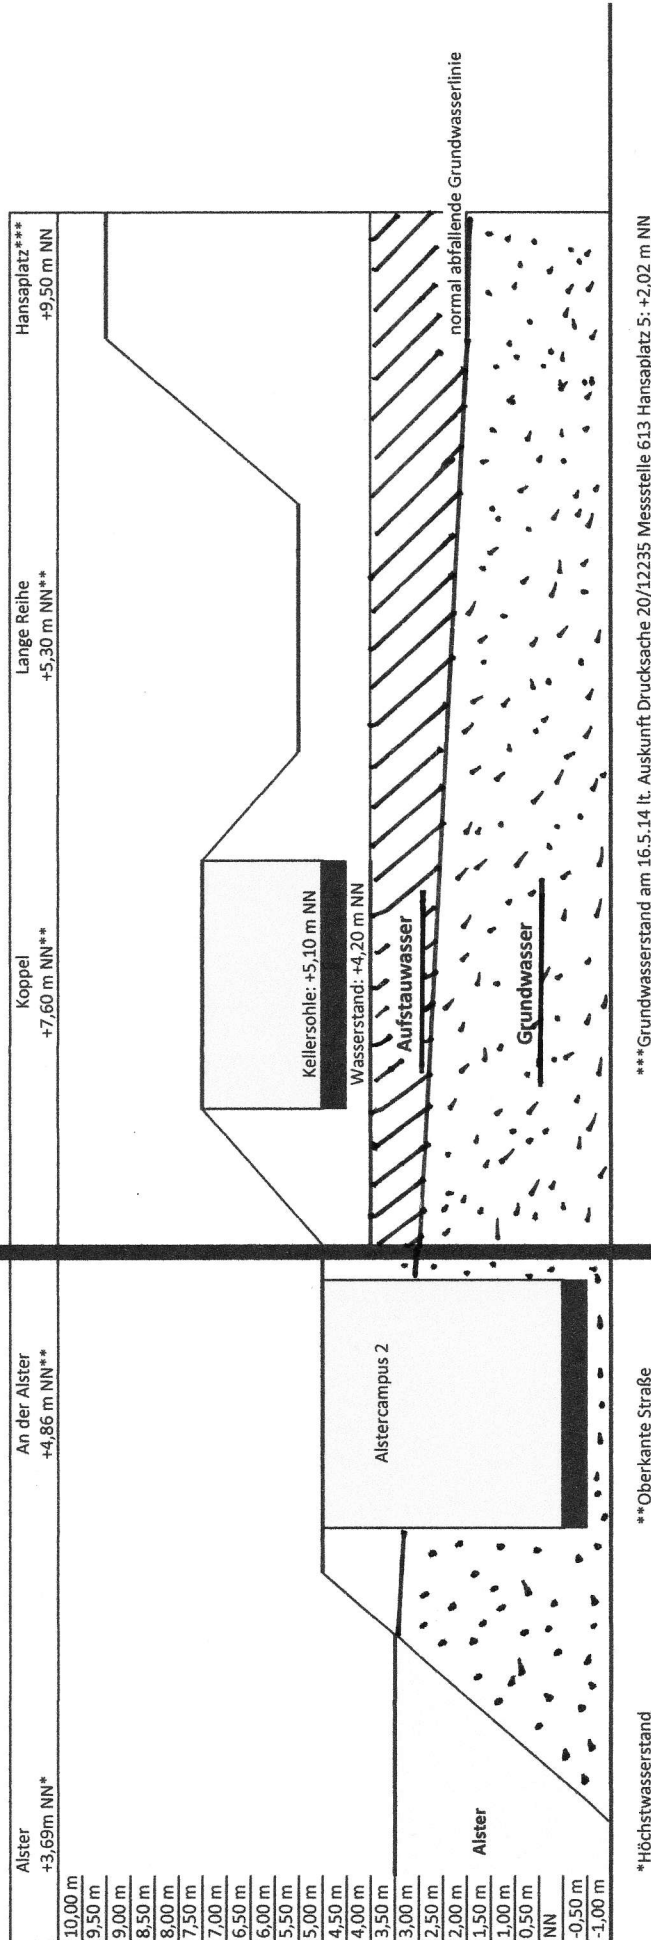 Alster
+3,69m NN*
An der Alster
+4,86 m NN**
Koppel
+7,60 m NN**
Lange Reihe
+5,30 m NN**
Hansaplatz***
+9,50 m NN
10,00 m
9,50 m
9,00 m
8,50 m
8,00 m
7,50 m
7,00 m
6,50 m
6,00 m
5,50 m
5,00 m
4,50 m
4,00 m
3,50 m
3,00 m
2,50 m
2,00 m
1,50 m
1,00 m
0,50 m
NN
-0,50 m
-1,00 m
Alster
Alstercampus 2
Kellersohle: +5,10 m NN
Wasserstand: +4,20 m NN
Aufstauwasser
Grundwasser
normal abfallende Grundwasserlinie
*Höchstwasserstand
**Oberkante Straße
***Grundwasserstand am 16.5.14 lt. Auskunft Drucksache 20/12235 Messstelle 613 Hansaplatz 5: +2,02 m NN